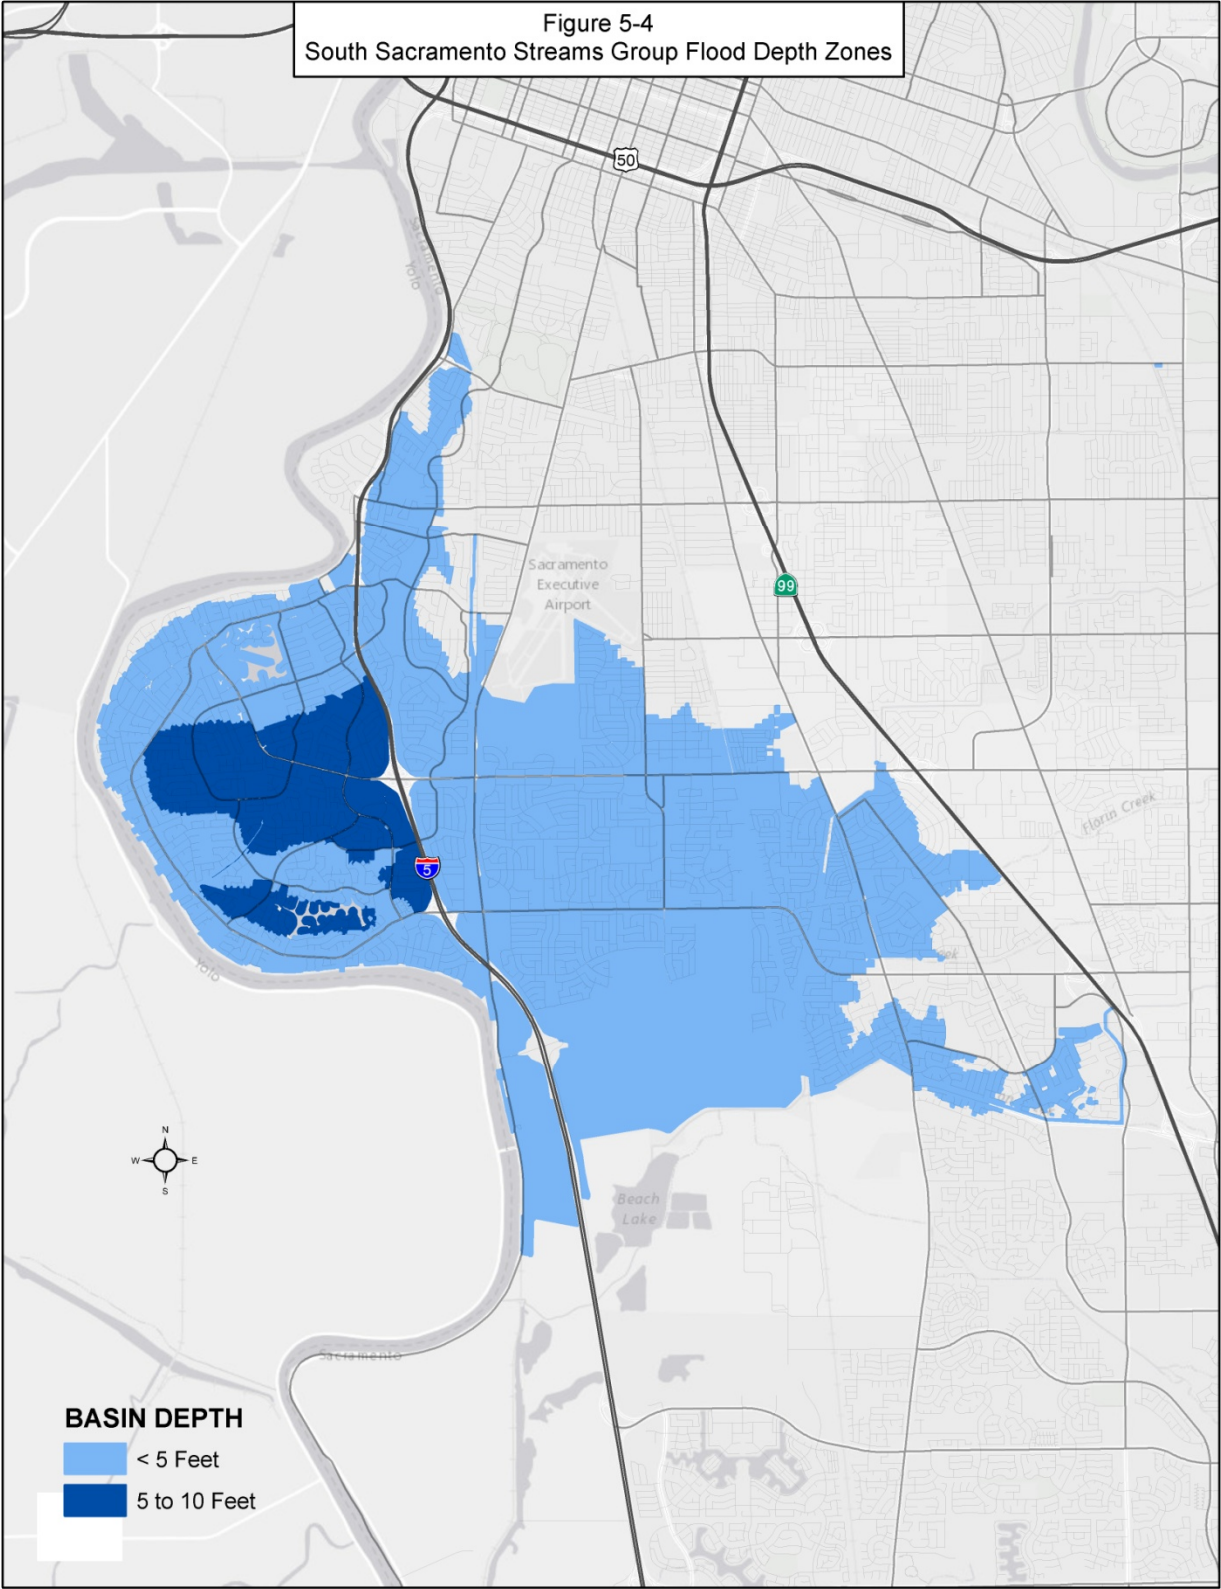 Figure 5-4
South Sacramento Streams Group Flood Depth Zones
50
Sacramento
Yolo
Sacramento
Executive
Airport
99
Florin Creek
5
Yolo
N
W
E
S
Beach
Lake
Sacramento
BASIN DEPTH
< 5 Feet
5 to 10 Feet